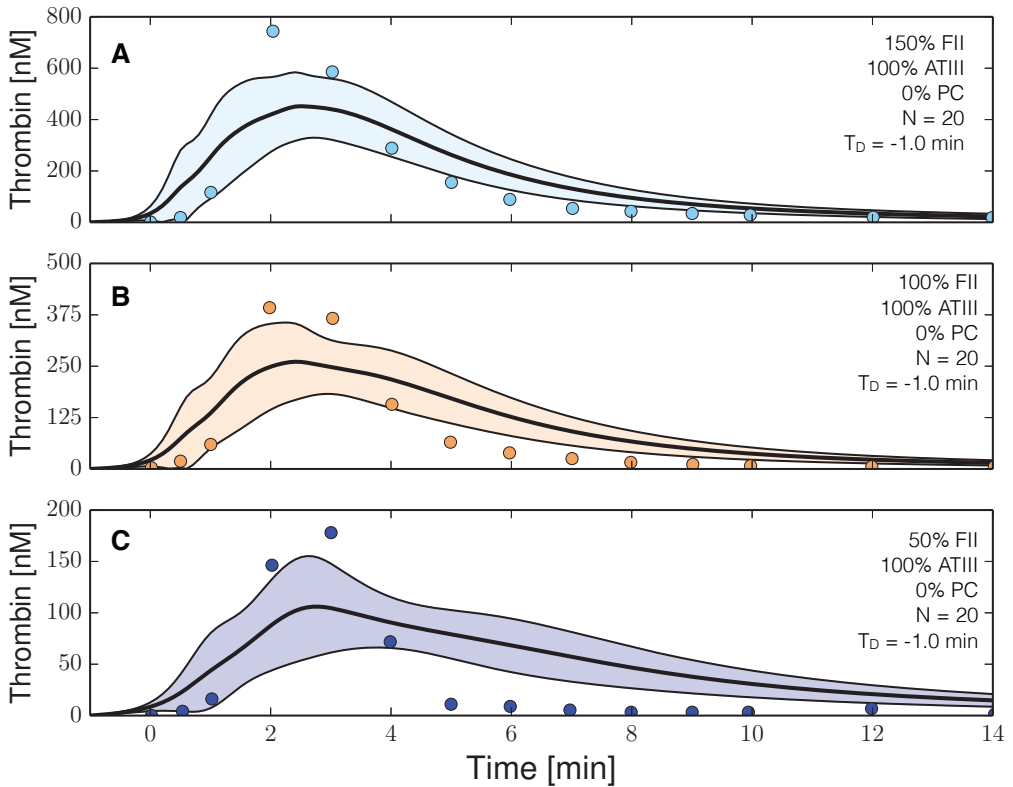 A
Thrombin [nM]
800
600
400
200
0
150% FII
100% ATIII
0% PC
N = 20
T_D = -1.0 min
B
Thrombin [nM]
500
375
250
125
0
100% FII
100% ATIII
0% PC
N = 20
T_D = -1.0 min
C
Thrombin [nM]
200
150
100
50
0
50% FII
100% ATIII
0% PC
N = 20
T_D = -1.0 min
0 2 4 6 8 10 12 14
Time [min]